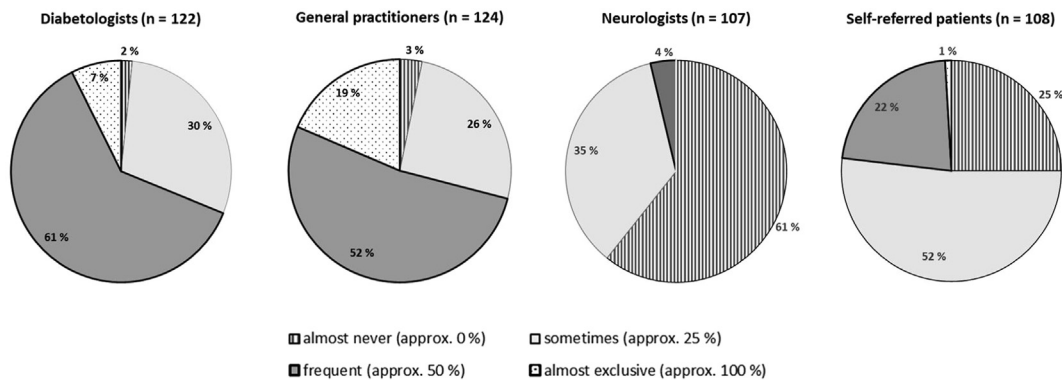 Diabetologists (n = 122)
General practitioners (n = 124)
Neurologists (n = 107)
Self-referred patients (n = 108)
2 %
7 %
30 %
61 %
3 %
19 %
26 %
52 %
4 %
35 %
61 %
1 %
25 %
22 %
52 %
almost never (approx. 0 %)
sometimes (approx. 25 %)
frequent (approx. 50 %)
almost exclusive (approx. 100 %)